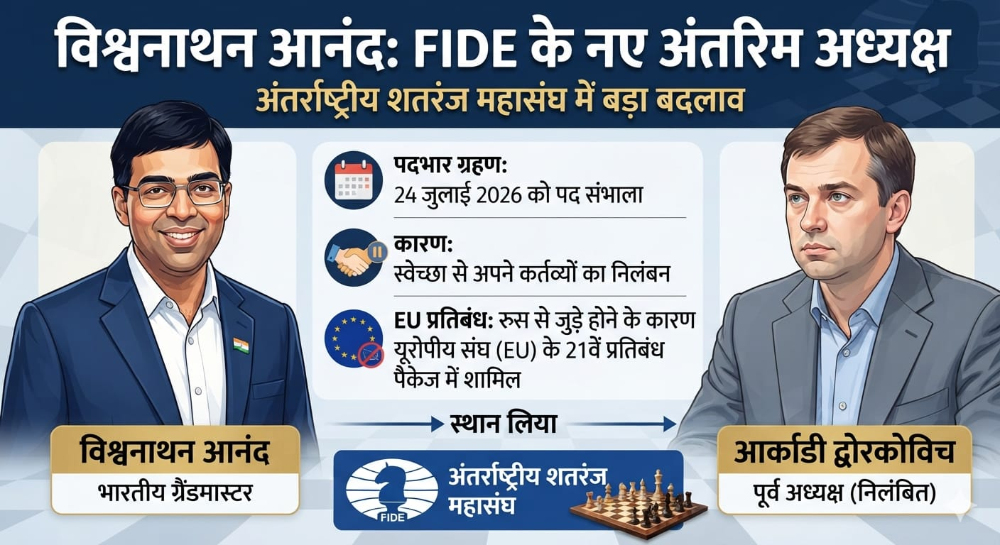 विश्वनाथन आनंद: FIDE के नए अंतरिम अध्यक्ष
अंतर्राष्ट्रीय शतरंज महासंघ में बड़ा बदलाव
पदभार ग्रहण:
24 जुलाई 2026 को पद संभाला
कारण:
स्वेच्छा से अपने कर्तव्यों का निलंबन
EU प्रतिबंध: रुस से जुड़े होने के कारण
यूरोपीय संघ (EU) के 21वें प्रतिबंध
पैकेज में शामिल
स्थान लिया
विश्वनाथन आनंद
भारतीय ग्रैंडमास्टर
FIDE
अंतर्राष्ट्रीय शतरंज
महासंघ
आर्काडी द्वोरकोविच
पूर्व अध्यक्ष (निलंबित)